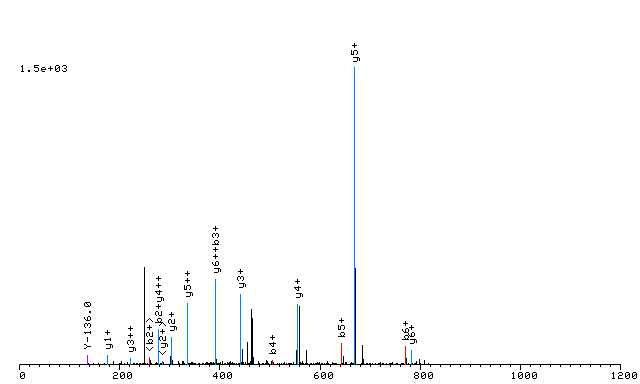 y5+
1.5e+03
Y-136.0
y1+
y3++
<b2+>
b2+y4++
<y2+>
y2+
y5++
y6++b3+
y3+
b4+
y4+
b5+
b6+
y6+
0 200 400 600 800 1000 1200